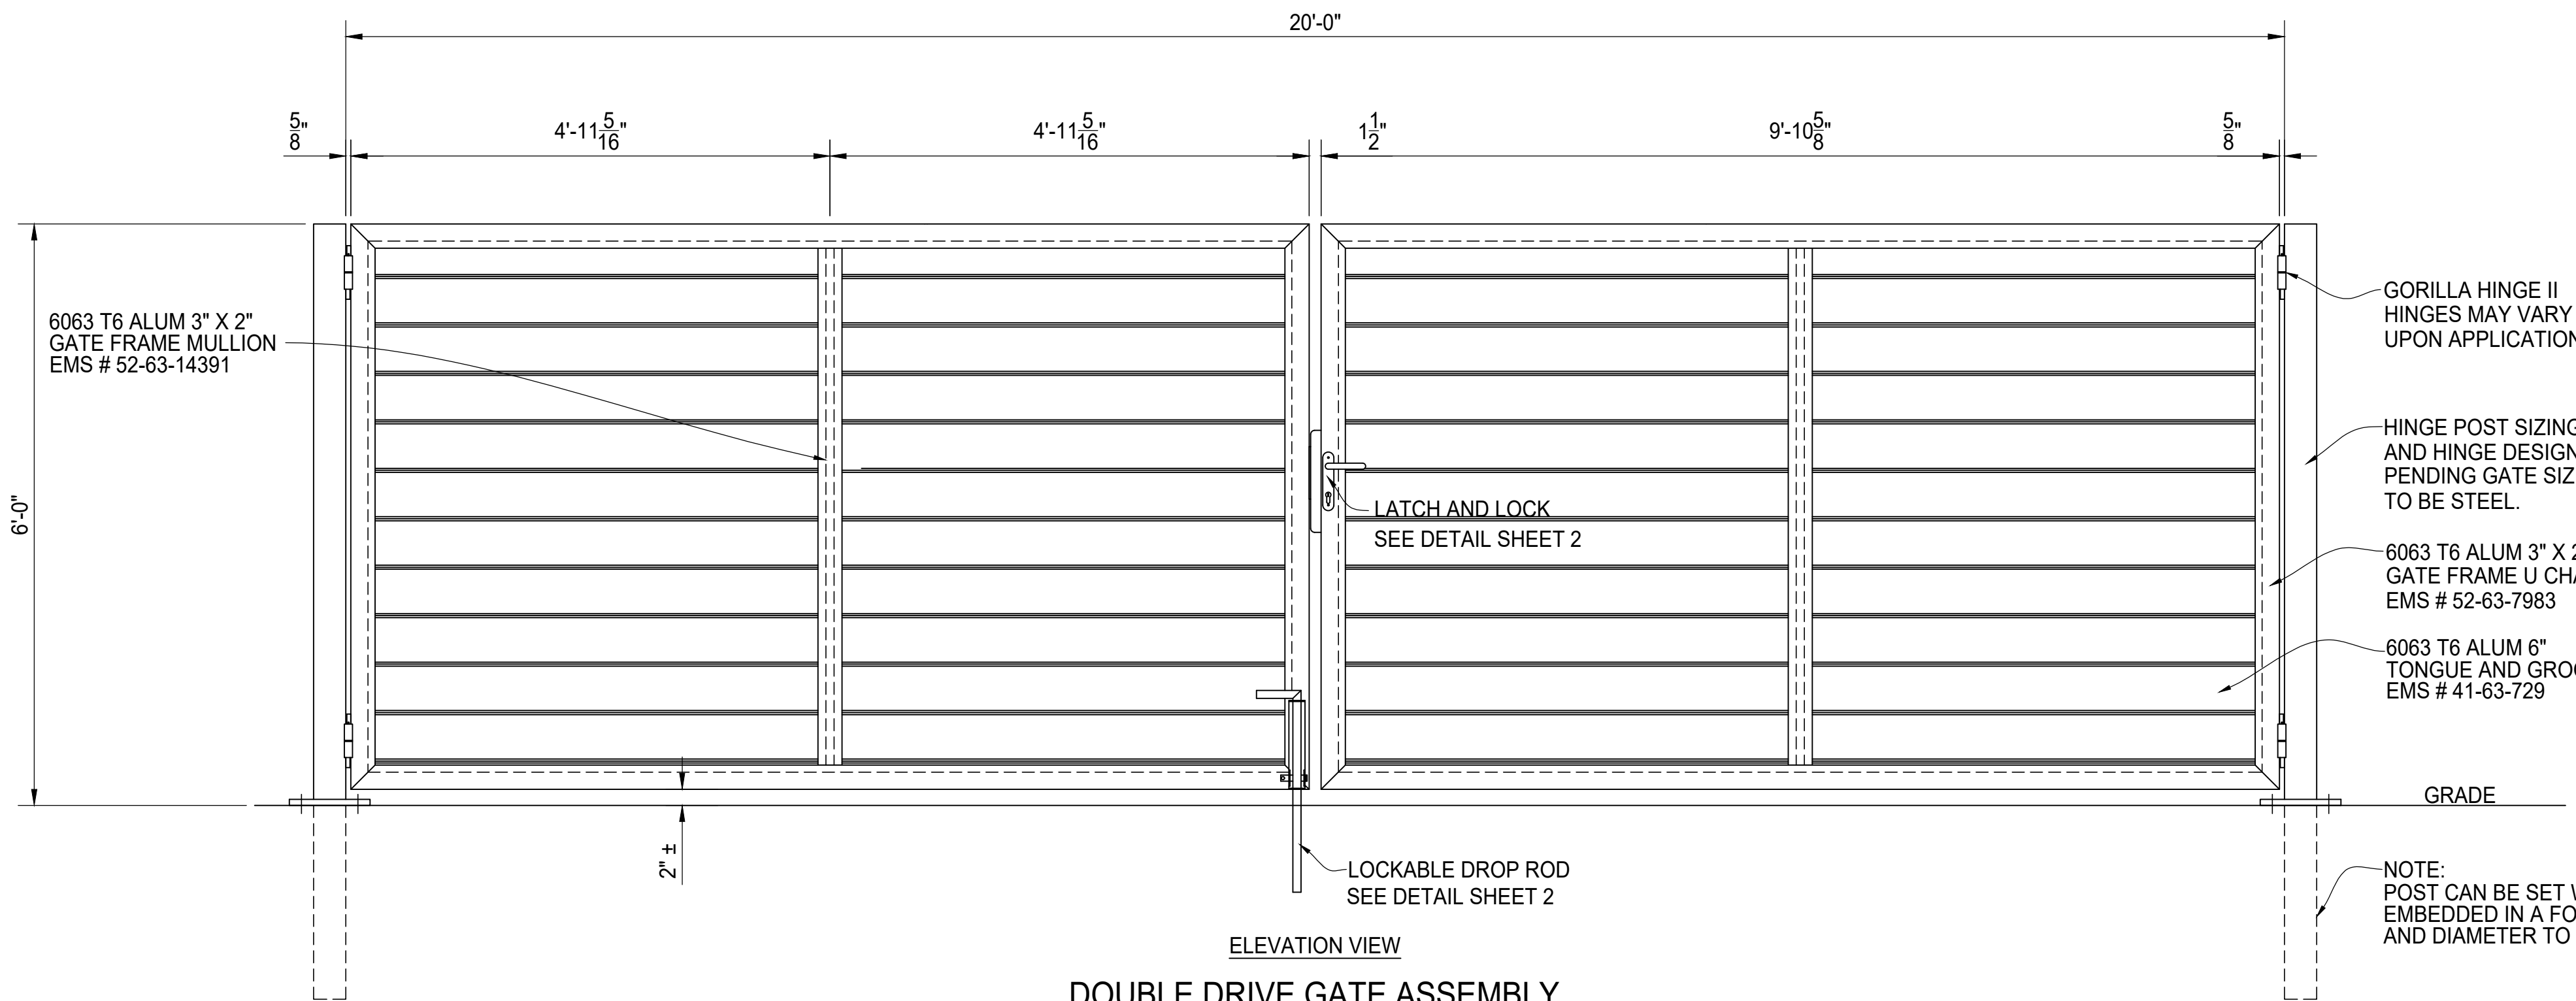 20'-0"
5/8"
4'-11 5/16"
4'-11 5/16"
1 1/2"
9'-10 5/8"
5/8"
6063 T6 ALUM 3" X 2"
GATE FRAME MULLION
EMS # 52-63-14391
GORILLA HINGE II
HINGES MAY VARY
UPON APPLICATION
HINGE POST SIZING
AND HINGE DESIGN
PENDING GATE SIZ
TO BE STEEL.
6'-0"
LATCH AND LOCK
SEE DETAIL SHEET 2
6063 T6 ALUM 3" X 2
GATE FRAME U CHA
EMS # 52-63-7983
6063 T6 ALUM 6"
TONGUE AND GROO
EMS # 41-63-729
GRADE
2" ±
LOCKABLE DROP ROD
SEE DETAIL SHEET 2
NOTE:
POST CAN BE SET W
EMBEDDED IN A FO
AND DIAMETER TO
ELEVATION VIEW
DOUBLE DRIVE GATE ASSEMBLY